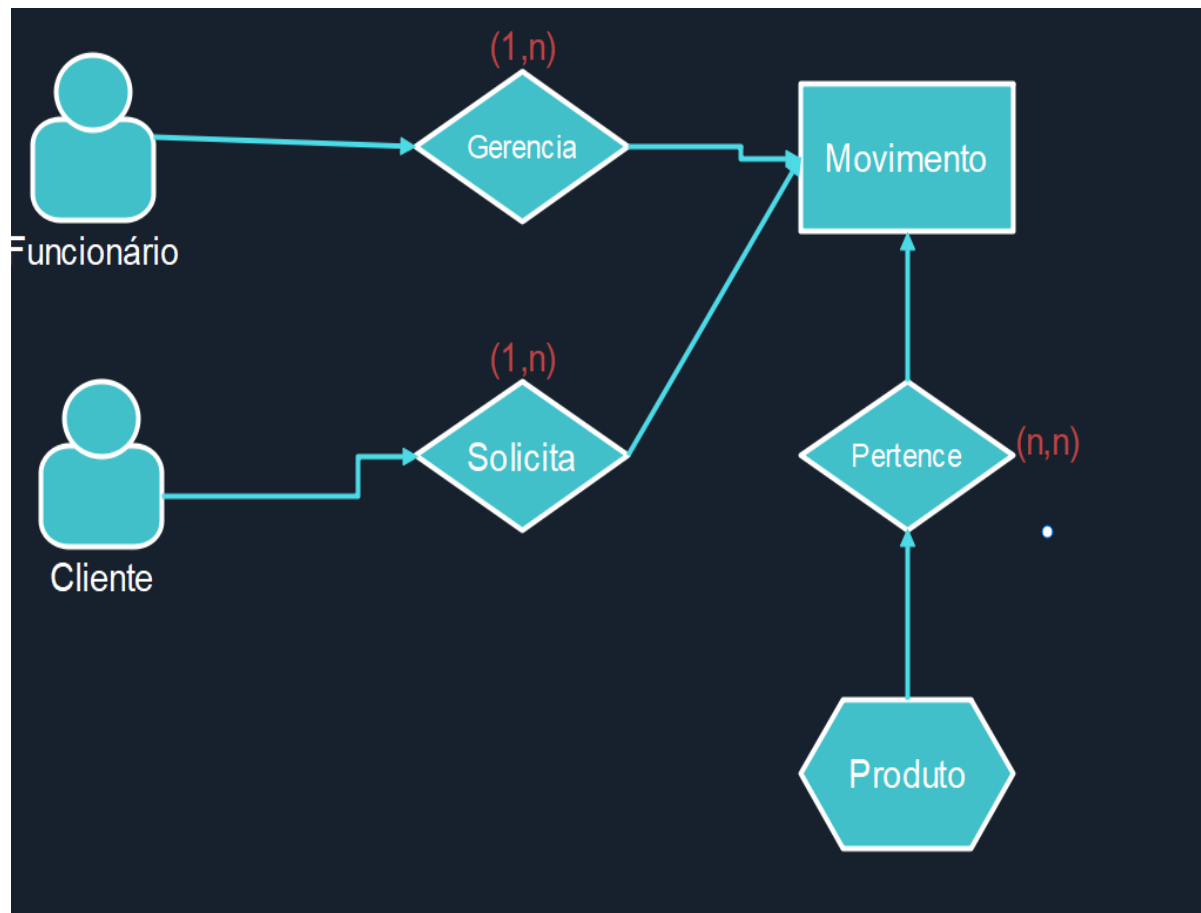 (1,n)
Gerencia
Movimento
Funcionário
(1,n)
Solicita
Pertence
(n,n)
Cliente
Produto